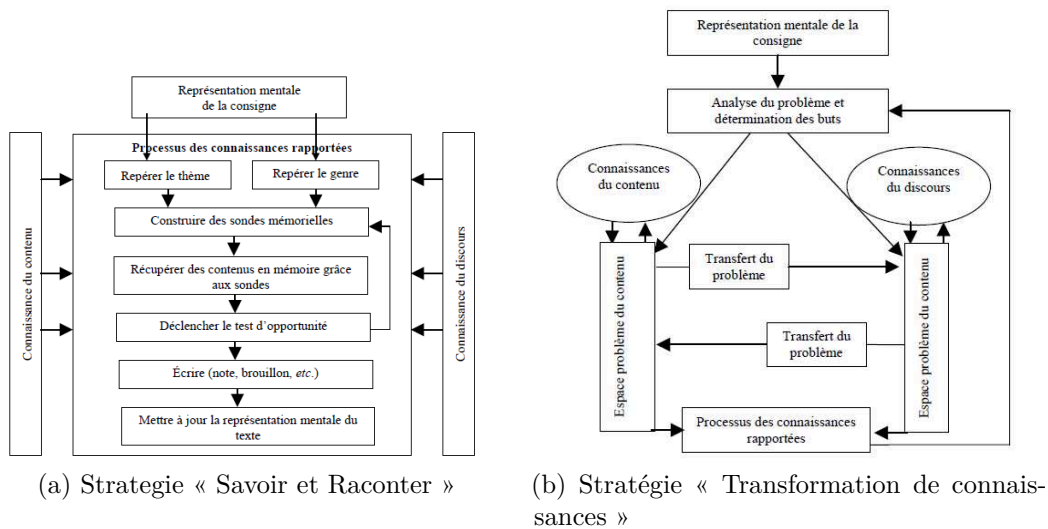 Représentation mentale
de la consigne
Processus des connaissances rapportées
Repérer le thème
Repérer le genre
Construire des sondes mémorielles
Récupérer des contenus en mémoire grâce
aux sondes
Déclencher le test d'opportunité
Écrire (note, brouillon, etc.)
Mettre à jour la représentation mentale du
texte
Connaissance du contenu
Connaissance du discours
(a) Strategie « Savoir et Raconter »
Représentation mentale de la
consigne
Analyse du problème et
détermination des buts
Connaissances
du contenu
Connaissances
du discours
Espace problème du contenu
Transfert du
problème
Transfert du
problème
Espace problème du contenu
Processus des connaissances
rapportées
(b) Stratégie « Transformation de connais-
sances »